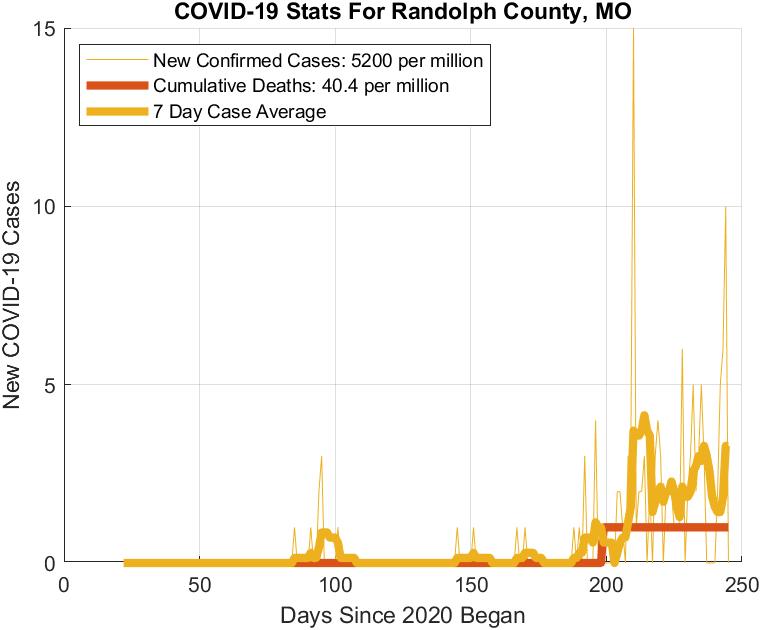 COVID-19 Stats For Randolph County, MO
15
New Confirmed Cases: 5200 per million
Cumulative Deaths: 40.4 per million
7 Day Case Average
10
New COVID-19 Cases
5
0
0 50 100 150 200 250
Days Since 2020 Began